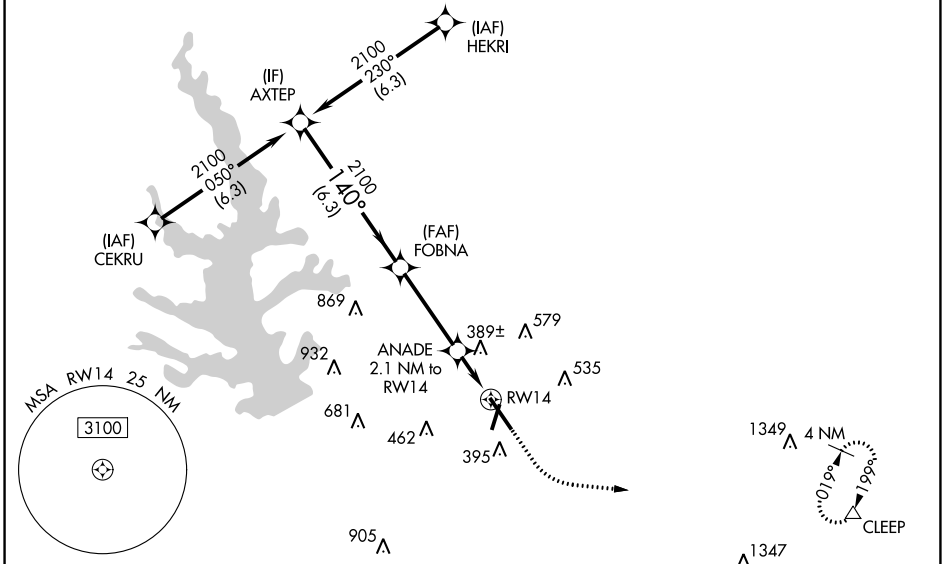 (IAF)
HEKRI
2100
230°
(6.3)
(IF)
AXTEP
2100
050°
(6.3)
2100
140°
(6.3)
(IAF)
CEKRU
(FAF)
FOBNA
869
389±
579
ANADE
2.1 NM to
RW14
932
535
RW14
MSA RW14 25 NM
3100
681
462
395
1349
4 NM
019°
199°
CLEEP
905
1347